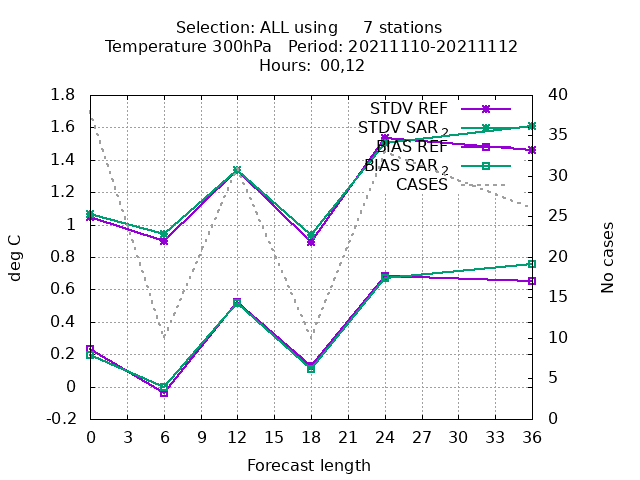 Selection: ALL using     7 stations
Temperature 300hPa   Period: 20211110-20211112
Hours: 00,12
1.8
1.6
1.4
1.2
1
0.8
0.6
0.4
0.2
0
-0.2
deg C
STDV REF
STDV SAR 2
BIAS REF
BIAS SAR 2
CASES
40
35
30
25
20
15
10
5
0
No cases
0 3 6 9 12 15 18 21 24 27 30 33 36
Forecast length